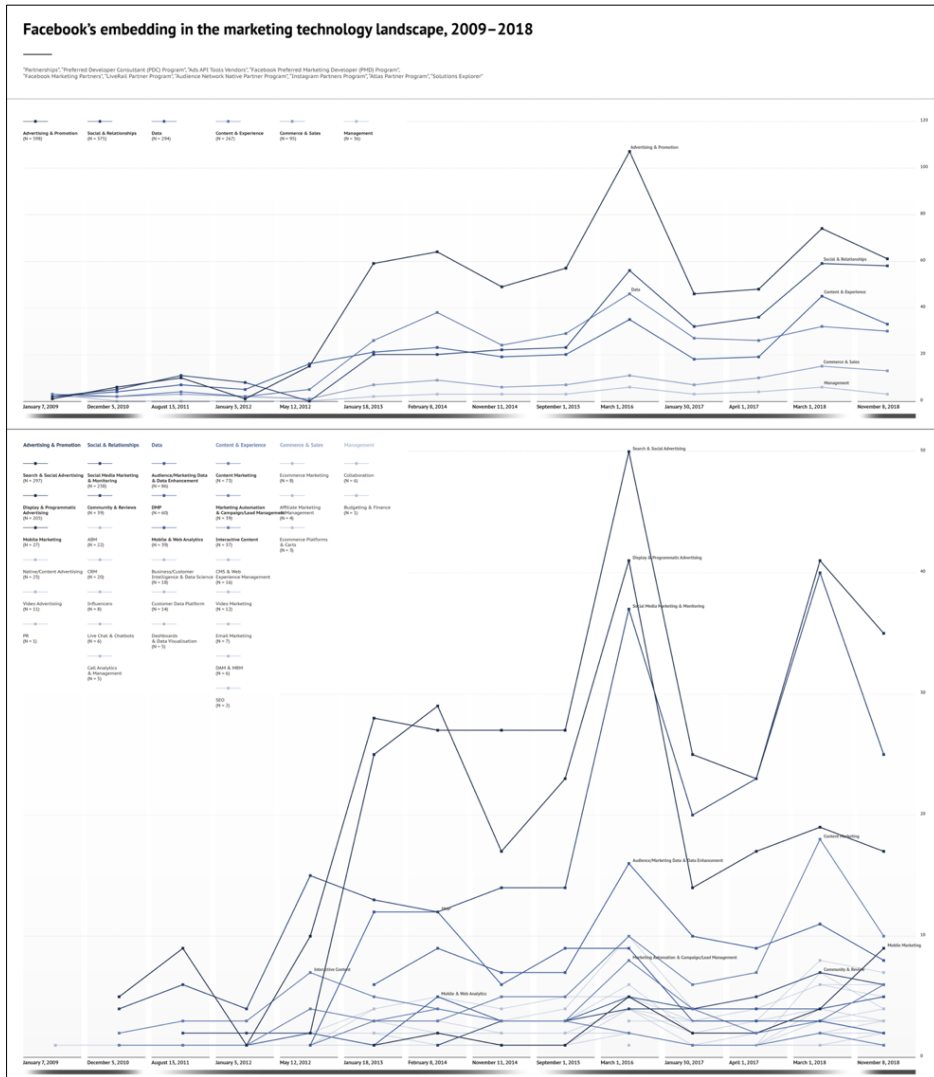 Facebook's embedding in the marketing technology landscape, 2009–2018
"Partnerships", "Preferred Developer Consultant (PDC) Program", "Ads API Tools Vendors", "Facebook Preferred Marketing Developer (PMD) Program",
"Facebook Marketing Partners", "LiveRail Partner Program", "Audience Network Native Partner Program", "Instagram Partners Program", "Atlas Partner Program", "Solutions Explorer"
Advertising & Promotion Social & Relationships Data Content & Experience Commerce & Sales Management
(N = 598) (N = 375) (N = 294) (N = 267) (N = 95) (N = 36)
120
Advertising & Promotion
100
80
60
Social & Relationships
Data
Content & Experience
40
20
Commerce & Sales
Management
0
January 7, 2009 December 5, 2010 August 13, 2011 January 5, 2012 May 12, 2012 January 18, 2013 February 8, 2014 November 13, 2014 September 1, 2015 March 1, 2016 January 30, 2017 April 1, 2017 March 1, 2018 November 8, 2018
Advertising & Promotion Social & Relationships Data Content & Experience Commerce & Sales Management
Search & Social Advertising
(N = 297)
Display & Programmatic
Advertising
(N = 205)
Mobile Marketing
(N = 37)
Native/Content Advertising
(N = 23)
Video Advertising
PR
Social Media Marketing
& Monitoring
(N = 238)
Community & Reviews
(N = 39)
ABM
(N = 22)
CRM
(N = 20)
Influencers
(N = 8)
Live Chat & Chatbots
(N = 6)
Call Analytics
& Management
Audience/Marketing Data
& Data Enhancement
(N = 86)
DMP
(N = 60)
Mobile & Web Analytics
(N = 39)
Business/Customer
Intelligence & Data Science
(N = 18)
Customer Data Platform
(N = 14)
Dashboards
& Data Visualisation
(N = 5)
Content Marketing
(N = 73)
Marketing Automation
& Campaign/Lead Management
(N = 39)
Interactive Content
(N = 37)
CMS & Web
Experience Management
(N = 16)
Video Marketing
(N = 12)
Email Marketing
(N = 7)
DAM & MRM
(N = 6)
SEO
Ecommerce Marketing
(N = 8)
Affiliate Marketing
& Management
(N = 4)
Ecommerce Platforms
& Carts
Collaboration
(N = 6)
Budgeting & Finance
Search & Social Advertising
50
Display & Programmatic Advertising
40
Social Media Marketing & Monitoring
30
20
Content Marketing
Audience/Marketing Data & Data Enhancement
DMP
10
Mobile Marketing
Marketing Automation & Campaign/Lead Management
Interactive Content
Community & Reviews
Mobile & Web Analytics
0
January 7, 2009 December 5, 2010 August 13, 2011 January 5, 2012 May 12, 2012 January 18, 2013 February 8, 2014 November 13, 2014 September 1, 2015 March 1, 2016 January 30, 2017 April 1, 2017 March 1, 2018 November 8, 2018